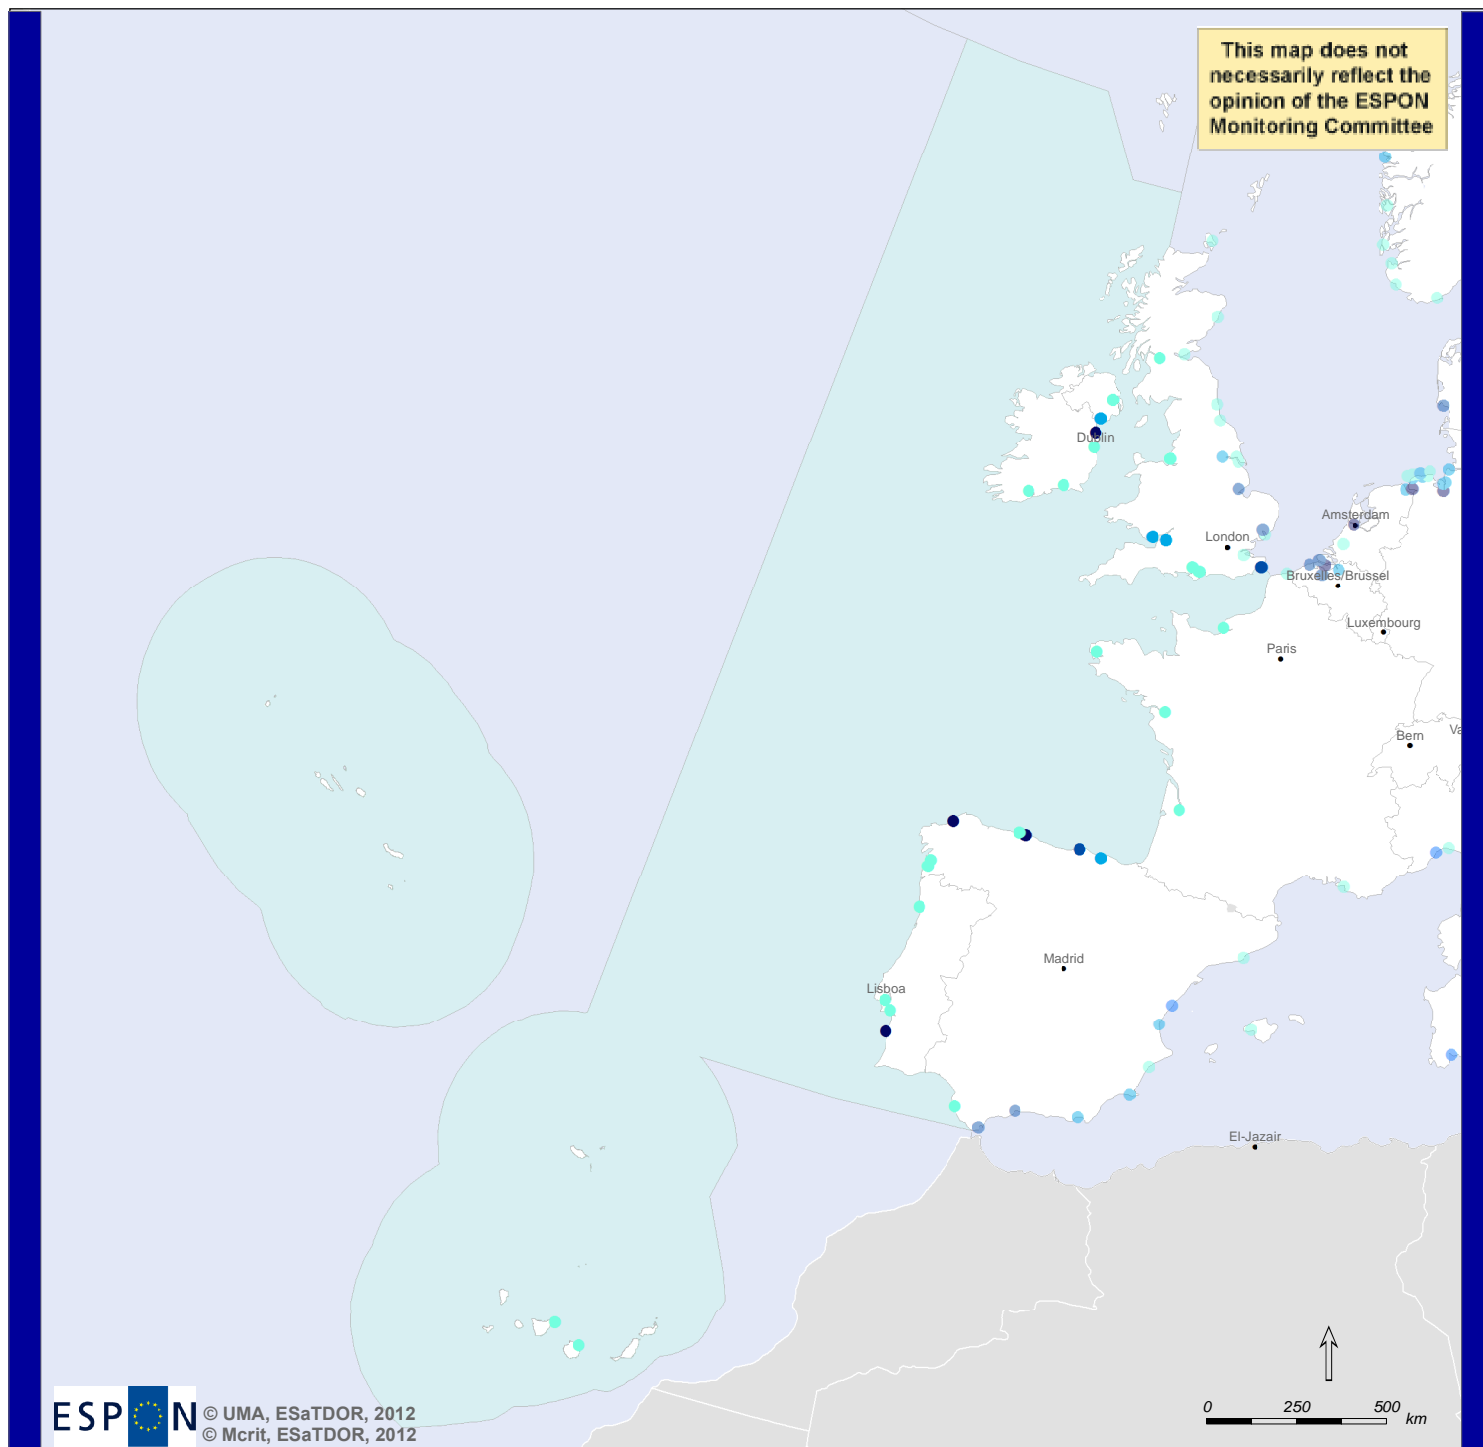 This map does not
necessarily reflect the
opinion of the ESPON
Monitoring Committee
Dublin
Amsterdam
London
Bruxelles/Brussel
Luxembourg
Paris
Bern
Va
Madrid
Lisboa
El-Jazair
0 250 500 km
ESPON
© UMA, ESaTDOR, 2012
© Mcrit, ESaTDOR, 2012